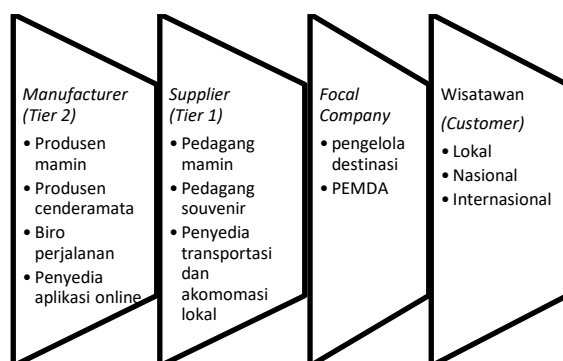 Manufacturer
(Tier 2)
• Produsen
mamin
• Produsen
cenderamata
• Biro
perjalanan
• Penyedia
aplikasi online
Supplier
(Tier 1)
• Pedagang
mamin
• Pedagang
souvenir
• Penyedia
transportasi
dan
akomomasi
lokal
Focal
Company
• pengelola
destinasi
• PEMDA
Wisatawan
(Customer)
• Lokal
• Nasional
• Internasional